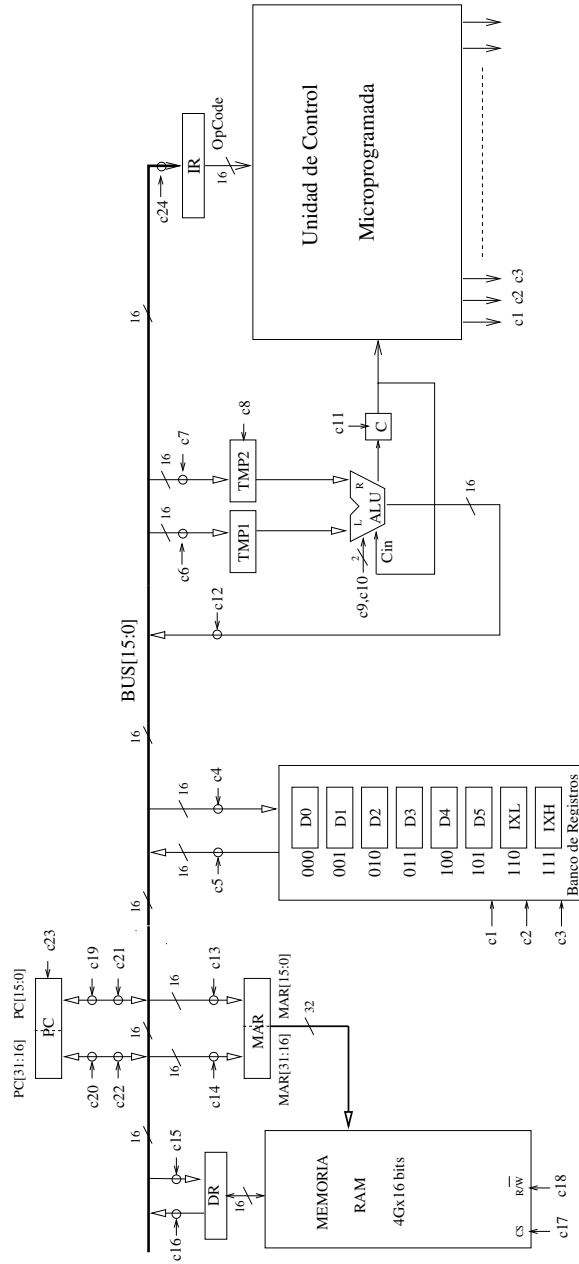 PC[31:16] PC[15:0]
PC
c23
c20
c22
c19
c21
16
16
16
16
16
16
BUS[15:0]
c16
c15
DR
16
16
16
c14
c13
MAR
MAR[31:16] MAR[15:0]
32
MEMORIA
RAM
4Gx16 bits
CS
R/W
c17
c18
16
16
c5
c4
000 D0
001 D1
010 D2
011 D3
100 D4
101 D5
110 IXL
111 IXH
Banco de Registros
c1
c2
c3
c12
16
16
c6
c7
TMP1
TMP2
c8
L R
ALU
2
c9,c10
Cin
C
c11
16
c24
IR
16
OpCode
Unidad de Control
Microprogramada
c1 c2 c3